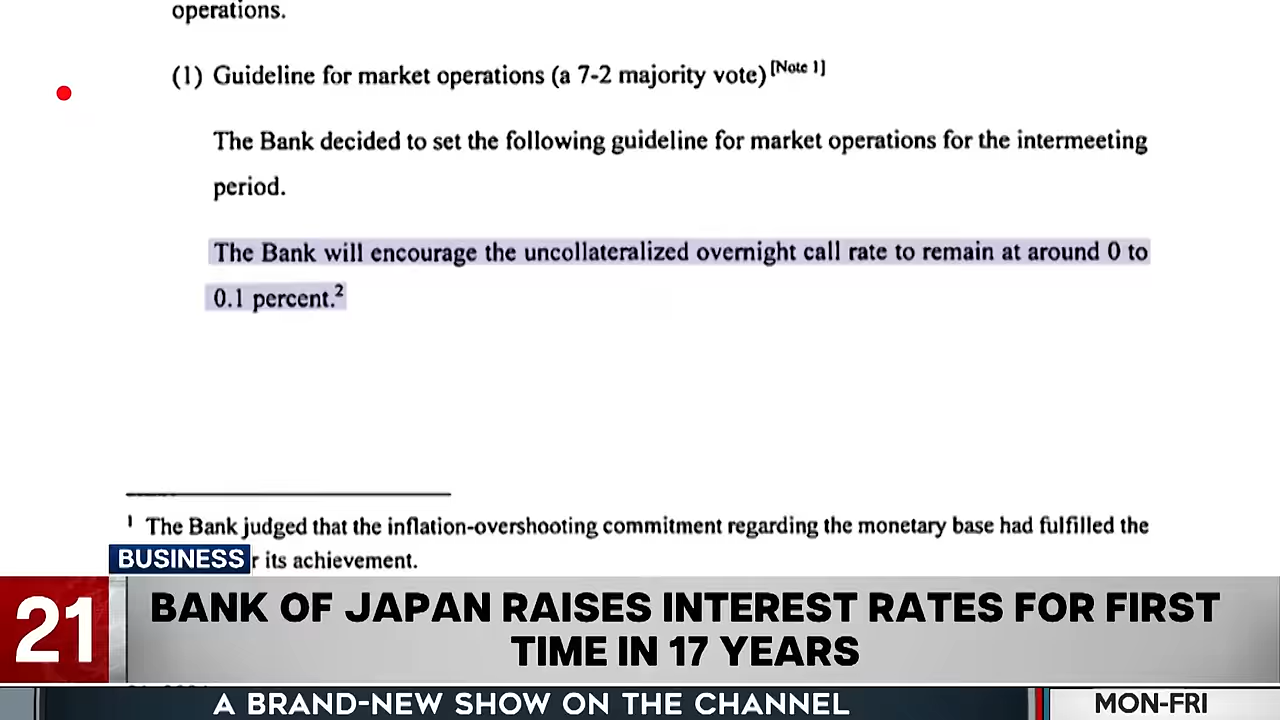 operations.
(1) Guideline for market operations (a 7-2 majority vote) [Note 1]
The Bank decided to set the following guideline for market operations for the intermeeting
period.
The Bank will encourage the uncollateralized overnight call rate to remain at around 0 to
0.1 percent.2
1 The Bank judged that the inflation-overshooting commitment regarding the monetary base had fulfilled the
r its achievement.
BUSINESS
21
BANK OF JAPAN RAISES INTEREST RATES FOR FIRST
TIME IN 17 YEARS
A BRAND-NEW SHOW ON THE CHANNEL
MON-FRI